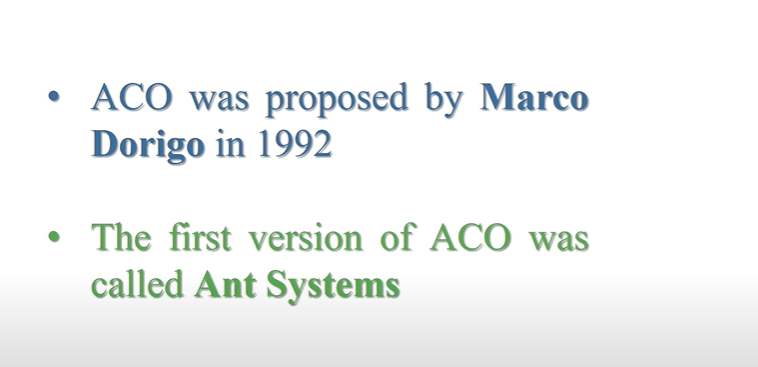 • ACO was proposed by Marco
Dorigo in 1992
• The first version of ACO was
called Ant Systems